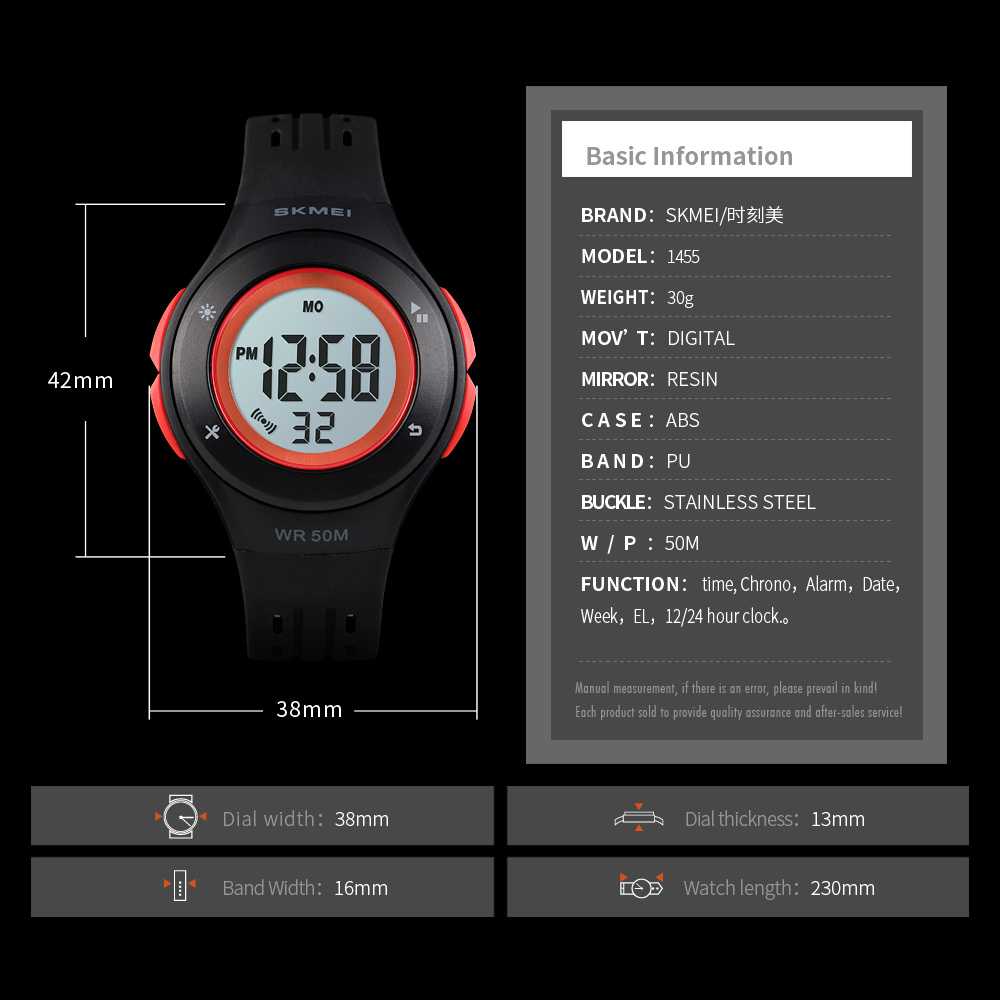 SKMEI
MO
PM 12:58
32
WR 50M
42mm
38mm
Basic Information
BRAND： SKMEI/时刻美
MODEL： 1455
WEIGHT： 30g
MOV’ T： DIGITAL
MIRROR： RESIN
CASE： ABS
BAND： PU
BUCKLE： STAINLESS STEEL
W / P ： 50M
FUNCTION： time, Chrono，Alarm，Date，
Week，EL，12/24 hour clock.。
Manual measurement, if there is an error, please prevail in kind!
Each product sold to provide quality assurance and after-sales service!
Dial width： 38mm
Dial thickness： 13mm
Band Width： 16mm
Watch length： 230mm